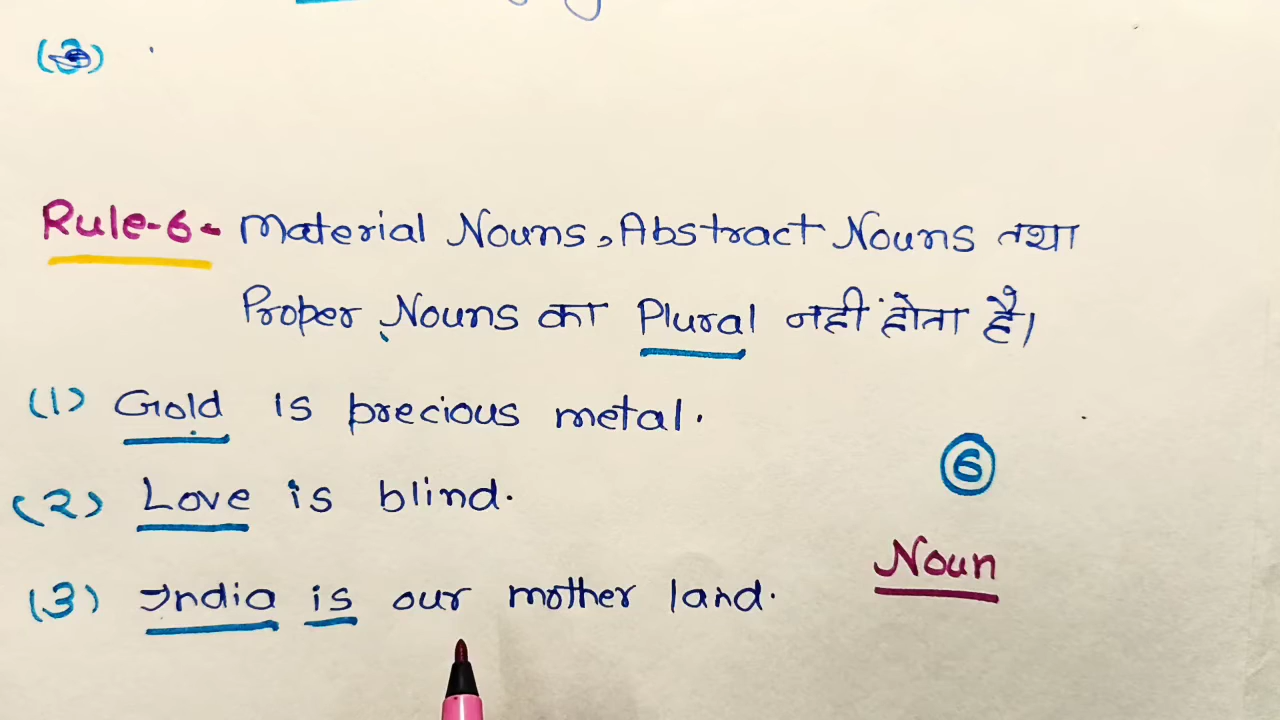 (3)
Rule-6- Material Nouns, Abstract Nouns तथा
Proper Nouns का Plural नहीं होता है।
(1) Gold is precious metal.
(2) Love is blind.
(3) India is our mother land.
6
Noun